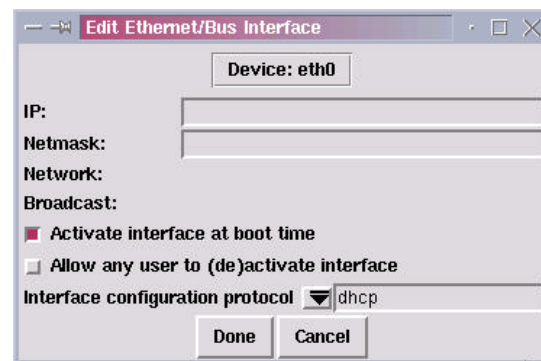 Edit Ethernet/Bus Interface
Device: eth0
IP:
Netmask:
Network:
Broadcast:
Activate interface at boot time
Allow any user to (de)activate interface
Interface configuration protocol dhcp
Done Cancel